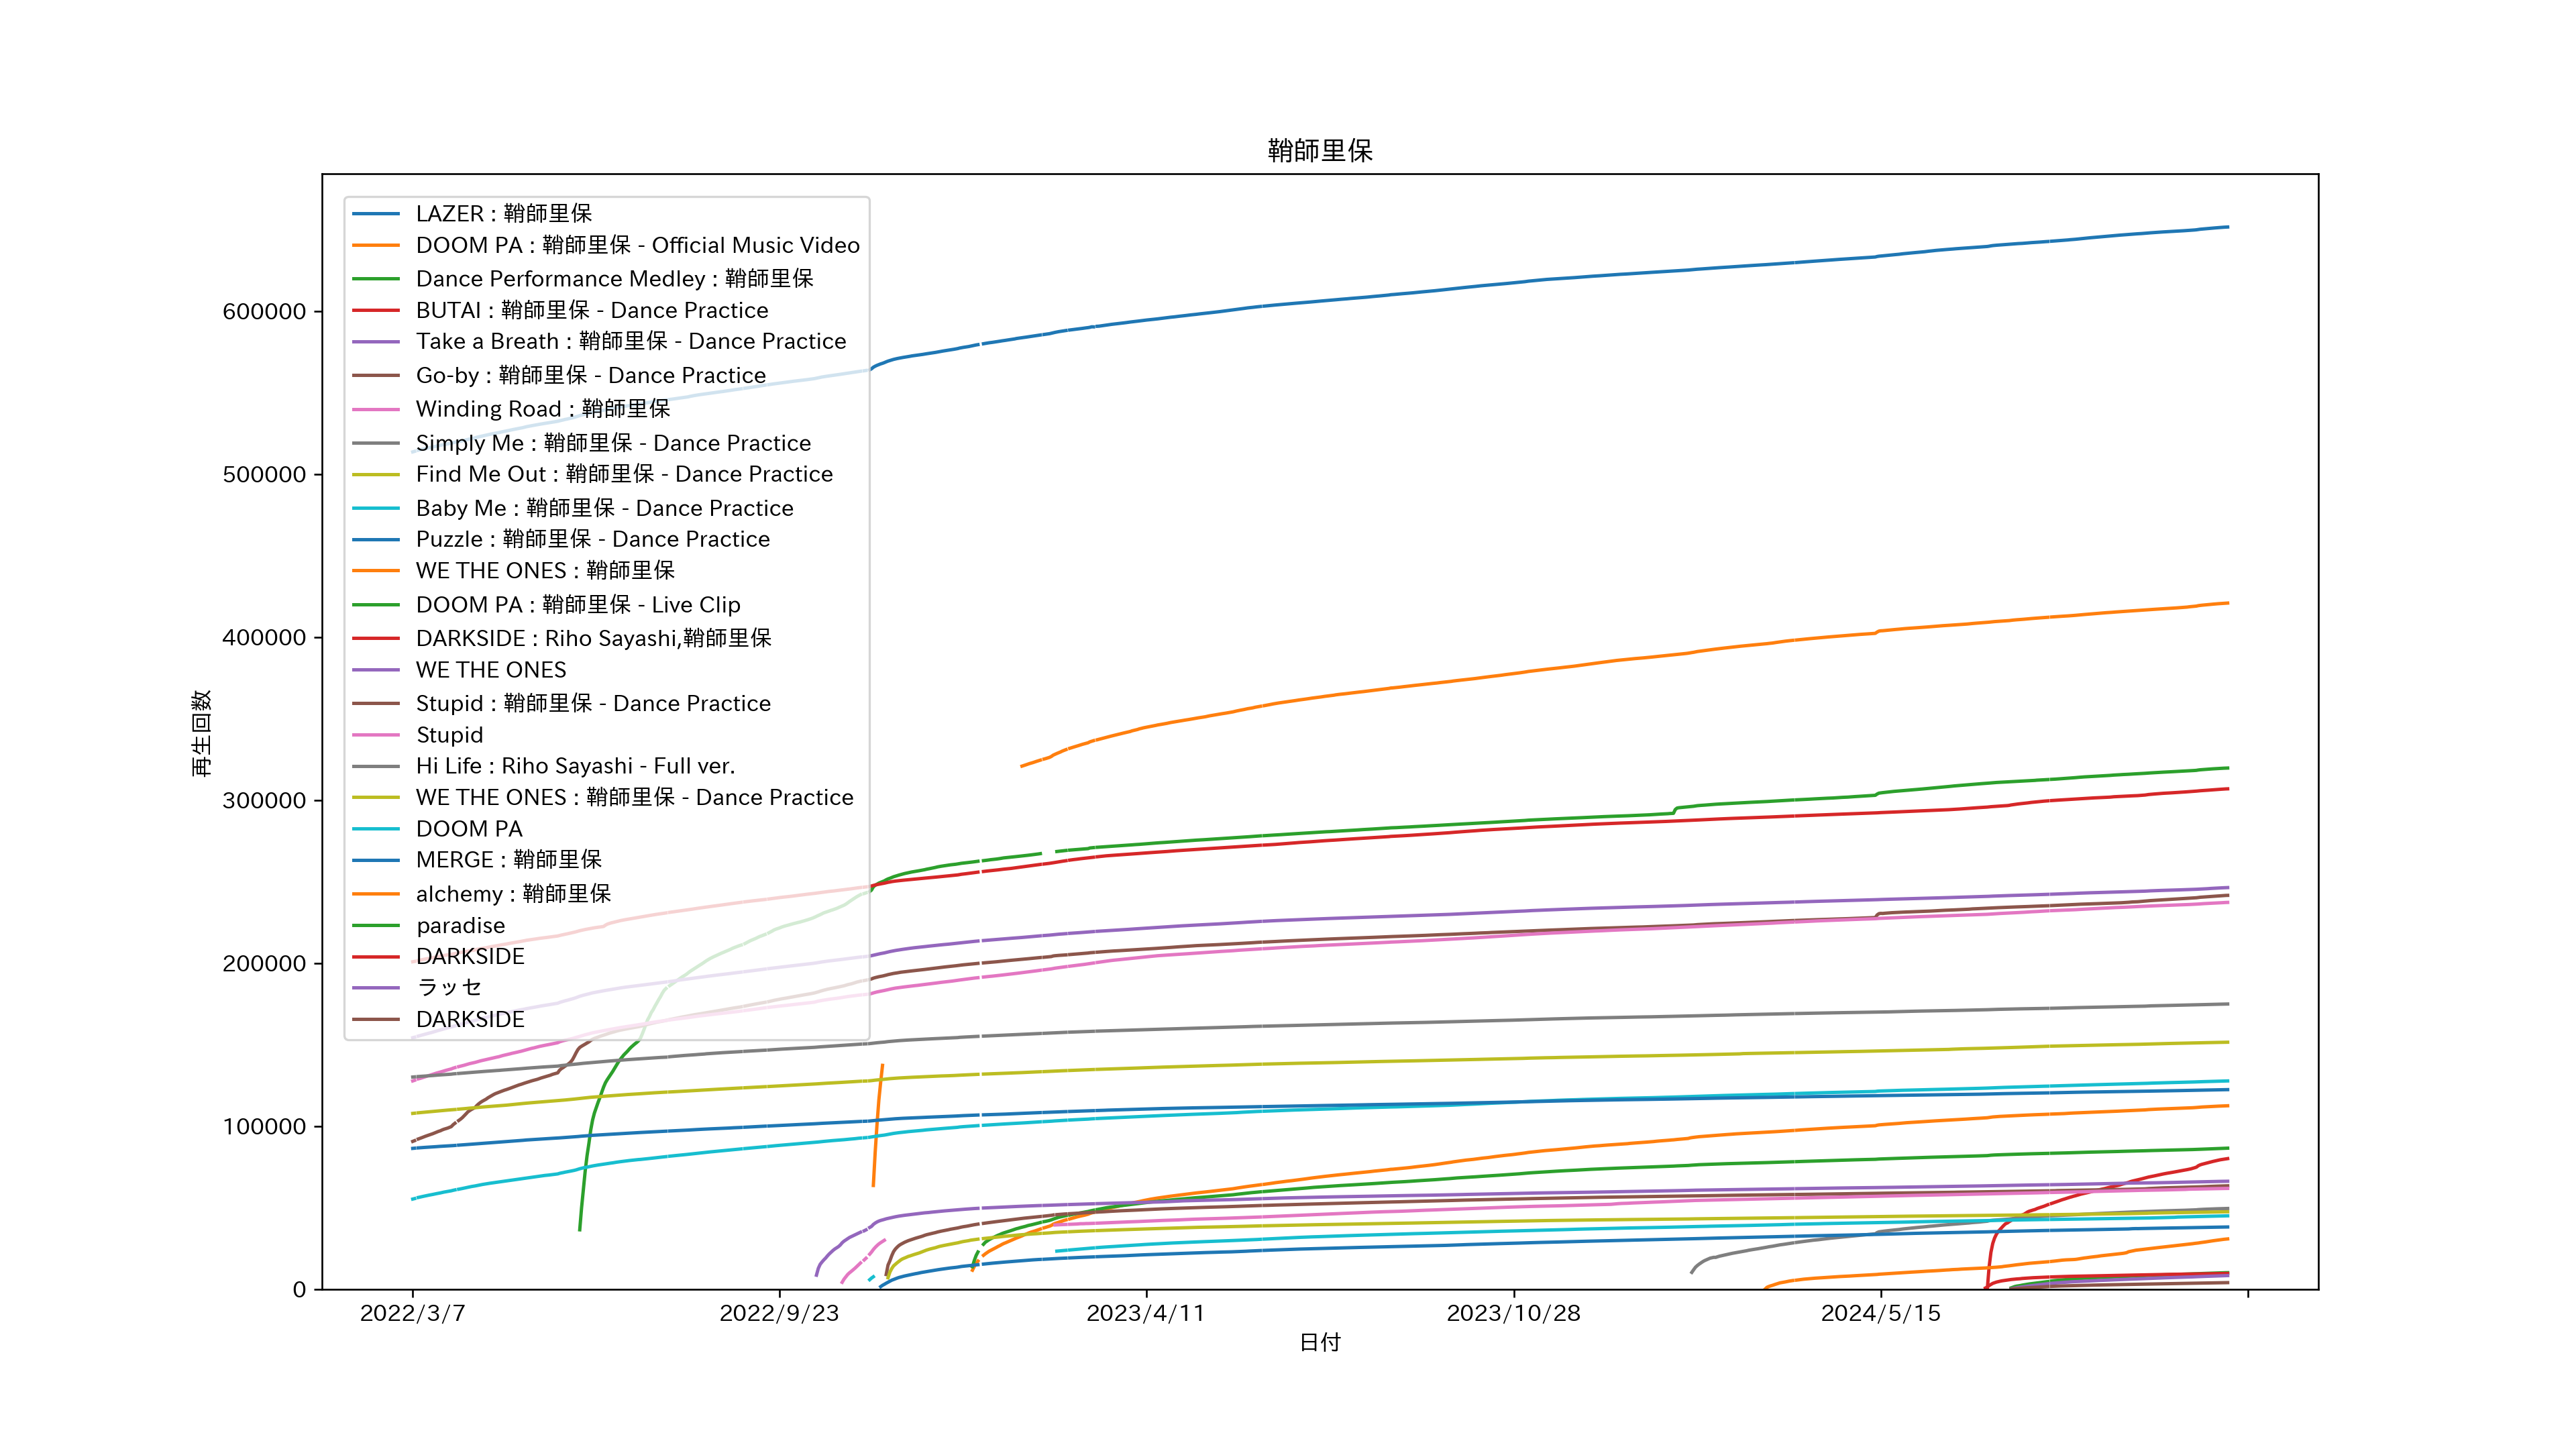 鞘師里保
LAZER : 鞘師里保
DOOM PA : 鞘師里保 - Official Music Video
Dance Performance Medley : 鞘師里保
BUTAI : 鞘師里保 - Dance Practice
Take a Breath : 鞘師里保 - Dance Practice
Go-by : 鞘師里保 - Dance Practice
Winding Road : 鞘師里保
Simply Me : 鞘師里保 - Dance Practice
Find Me Out : 鞘師里保 - Dance Practice
Baby Me : 鞘師里保 - Dance Practice
Puzzle : 鞘師里保 - Dance Practice
WE THE ONES : 鞘師里保
DOOM PA : 鞘師里保 - Live Clip
DARKSIDE : Riho Sayashi,鞘師里保
WE THE ONES
Stupid : 鞘師里保 - Dance Practice
Stupid
Hi Life : Riho Sayashi - Full ver.
WE THE ONES : 鞘師里保 - Dance Practice
DOOM PA
MERGE : 鞘師里保
alchemy : 鞘師里保
paradise
DARKSIDE
ラッセ
DARKSIDE
再生回数
600000
500000
400000
300000
200000
100000
0
2022/3/7
2022/9/23
2023/4/11
2023/10/28
2024/5/15
日付